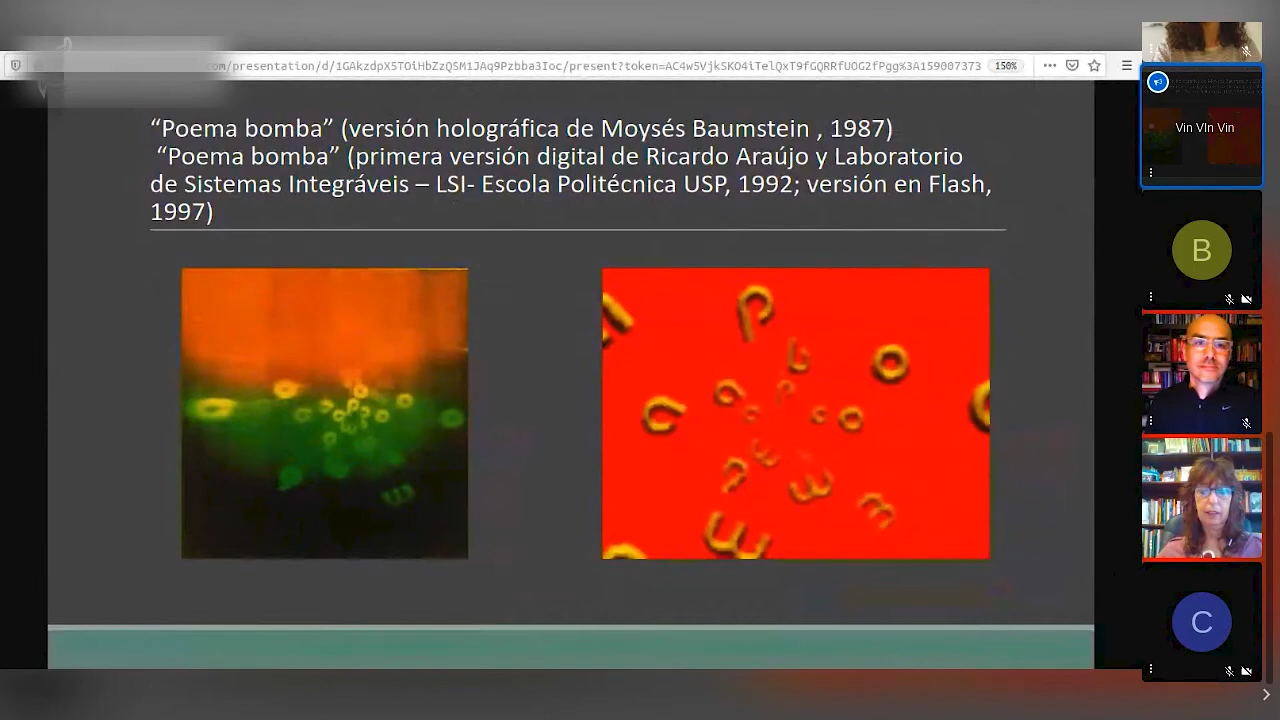 com/presentation/d/1GAkzdpX5TOiHbZzQSM1JAq9Pzbba3Ioc/present?token=AC4w5VjkSKO4iTelQxT9fGQRRfUOG2fPgg%3A159007373
150%
“Poema bomba” (versión holográfica de Moysés Baumstein , 1987)
“Poema bomba” (primera versión digital de Ricardo Araújo y Laboratorio
de Sistemas Integráveis – LSI- Escola Politécnica USP, 1992; versión en Flash,
1997)
Vin VIn Vin
B
C